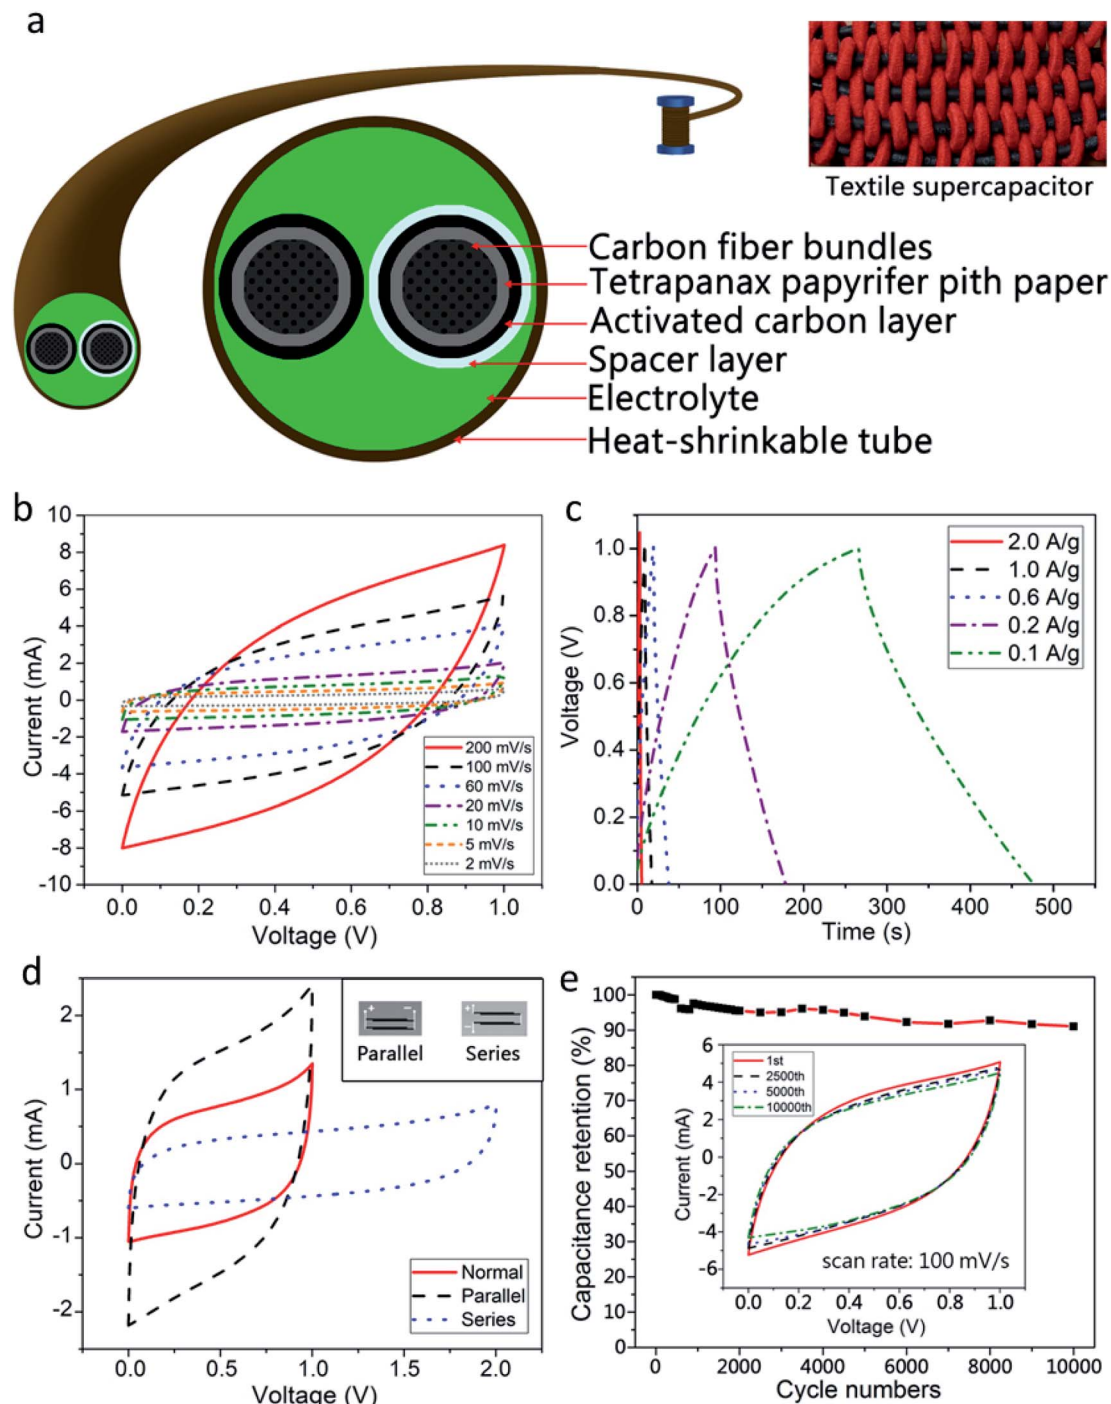 a
Textile supercapacitor
Carbon fiber bundles
Tetrapanax papyrifer pith paper
Activated carbon layer
Spacer layer
Electrolyte
Heat-shrinkable tube
b
10
8
6
4
2
0
-2
-4
-6
-8
-10
Current (mA)
0.0 0.2 0.4 0.6 0.8 1.0
Voltage (V)
200 mV/s
100 mV/s
60 mV/s
20 mV/s
10 mV/s
5 mV/s
2 mV/s
c
1.0
0.8
0.6
0.4
0.2
0.0
Voltage (V)
0 100 200 300 400 500
Time (s)
2.0 A/g
1.0 A/g
0.6 A/g
0.2 A/g
0.1 A/g
d
2
1
0
-1
-2
Current (mA)
0.0 0.5 1.0 1.5 2.0
Voltage (V)
+ -
+
-
Parallel Series
Normal
Parallel
Series
e
100
90
80
70
60
50
40
30
20
10
0
Capacitance retention (%)
0 2000 4000 6000 8000 10000
Cycle numbers
1st
2500th
5000th
10000th
6
4
2
0
-2
-4
-6
Current (mA)
scan rate: 100 mV/s
0.0 0.2 0.4 0.6 0.8 1.0
Voltage (V)